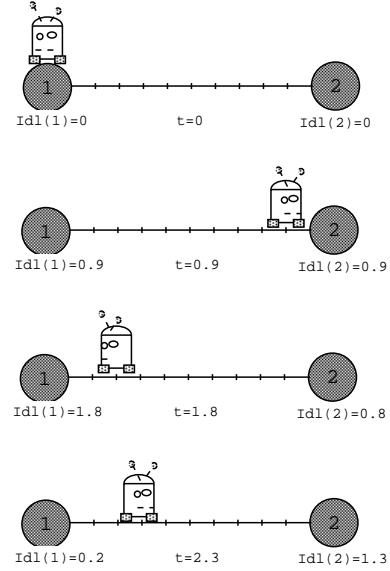 1 2
Idl(1)=0 t=0 Idl(2)=0
1 2
Idl(1)=0.9 t=0.9 Idl(2)=0.9
1 2
Idl(1)=1.8 t=1.8 Idl(2)=0.8
1 2
Idl(1)=0.2 t=2.3 Idl(2)=1.3